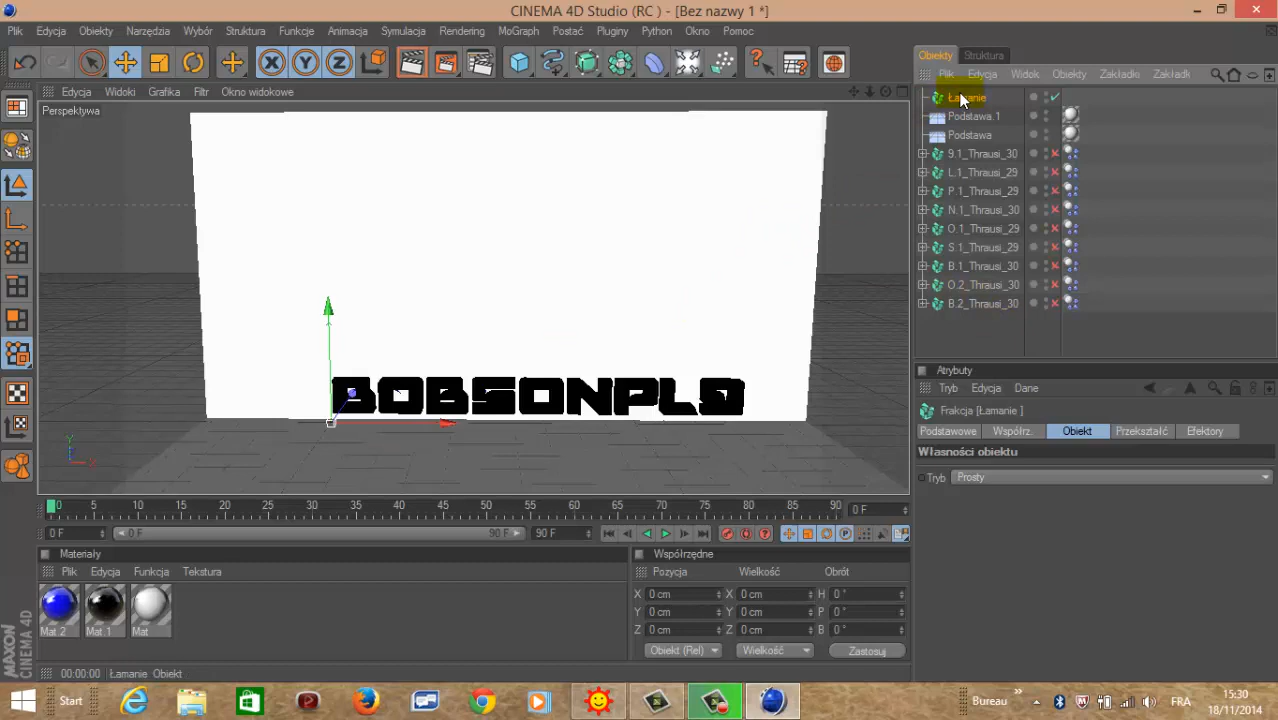 CINEMA 4D Studio (RC ) - [Bez nazwy 1 *]
Plik Edycja Obiekty Narzędzia Wybór Struktura Funkcje Animacja Symulacja Rendering MoGraph Postać Pluginy Python Okno Pomoc
Obiekty Struktura
Plik Edycja Widok Obiekty Zakładki Zakładk
Edycja Widoki Grafika Filtr Okno widokowe
Perspektywa
Łamanie
Podstawa.1
Podstawa
9.1_Thrausi_30
L.1_Thrausi_29
P.1_Thrausi_29
N.1_Thrausi_30
O.1_Thrausi_29
S.1_Thrausi_29
B.1_Thrausi_30
O.2_Thrausi_30
B.2_Thrausi_30
BOBSONPL9
Y
X
Atrybuty
Tryb Edycja Dane
Frakcja [Łamanie ]
Podstawowe Współrz. Obiekt Przekształć Efektory
Własności obiektu
Tryb Prosty
0 5 10 15 20 25 30 35 40 45 50 55 60 65 70 75 80 85 90 0 F
0 F 0 F 90 F 90 F
Materiały
Plik Edycja Funkcja Tekstura
Mat 2 Mat 1 Mat
Współrzędne
Pozycja Wielkość Obrót
X 0 cm X 0 cm H 0 °
Y 0 cm Y 0 cm P 0 °
Z 0 cm Z 0 cm B 0 °
Obiekt (Rel) Wielkość Zastosuj
MAXON CINEMA 4D
00:00:00 Łamanie Obiekt
Start
Bureau
FRA
15:30
18/11/2014